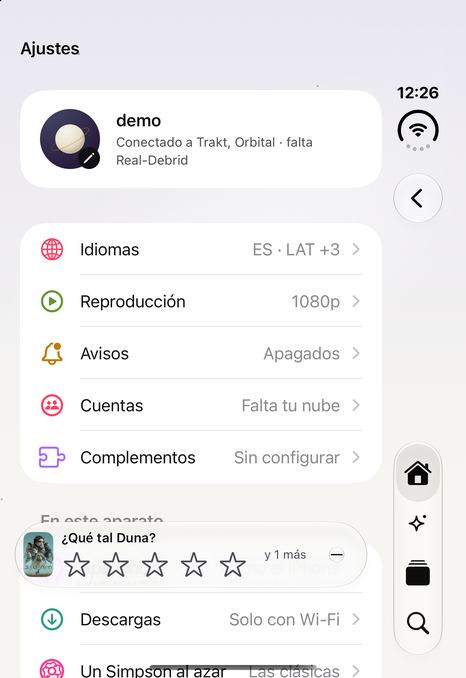 Ajustes
12:26
demo
Conectado a Trakt, Orbital · falta
Real-Debrid
Idiomas ES · LAT +3
Reproducción 1080p
Avisos Apagados
Cuentas Falta tu nube
Complementos Sin configurar
En este aparato
¿Qué tal Duna?
y 1 más
Descargas Solo con Wi-Fi
Un Simpson al azar Las clásicas